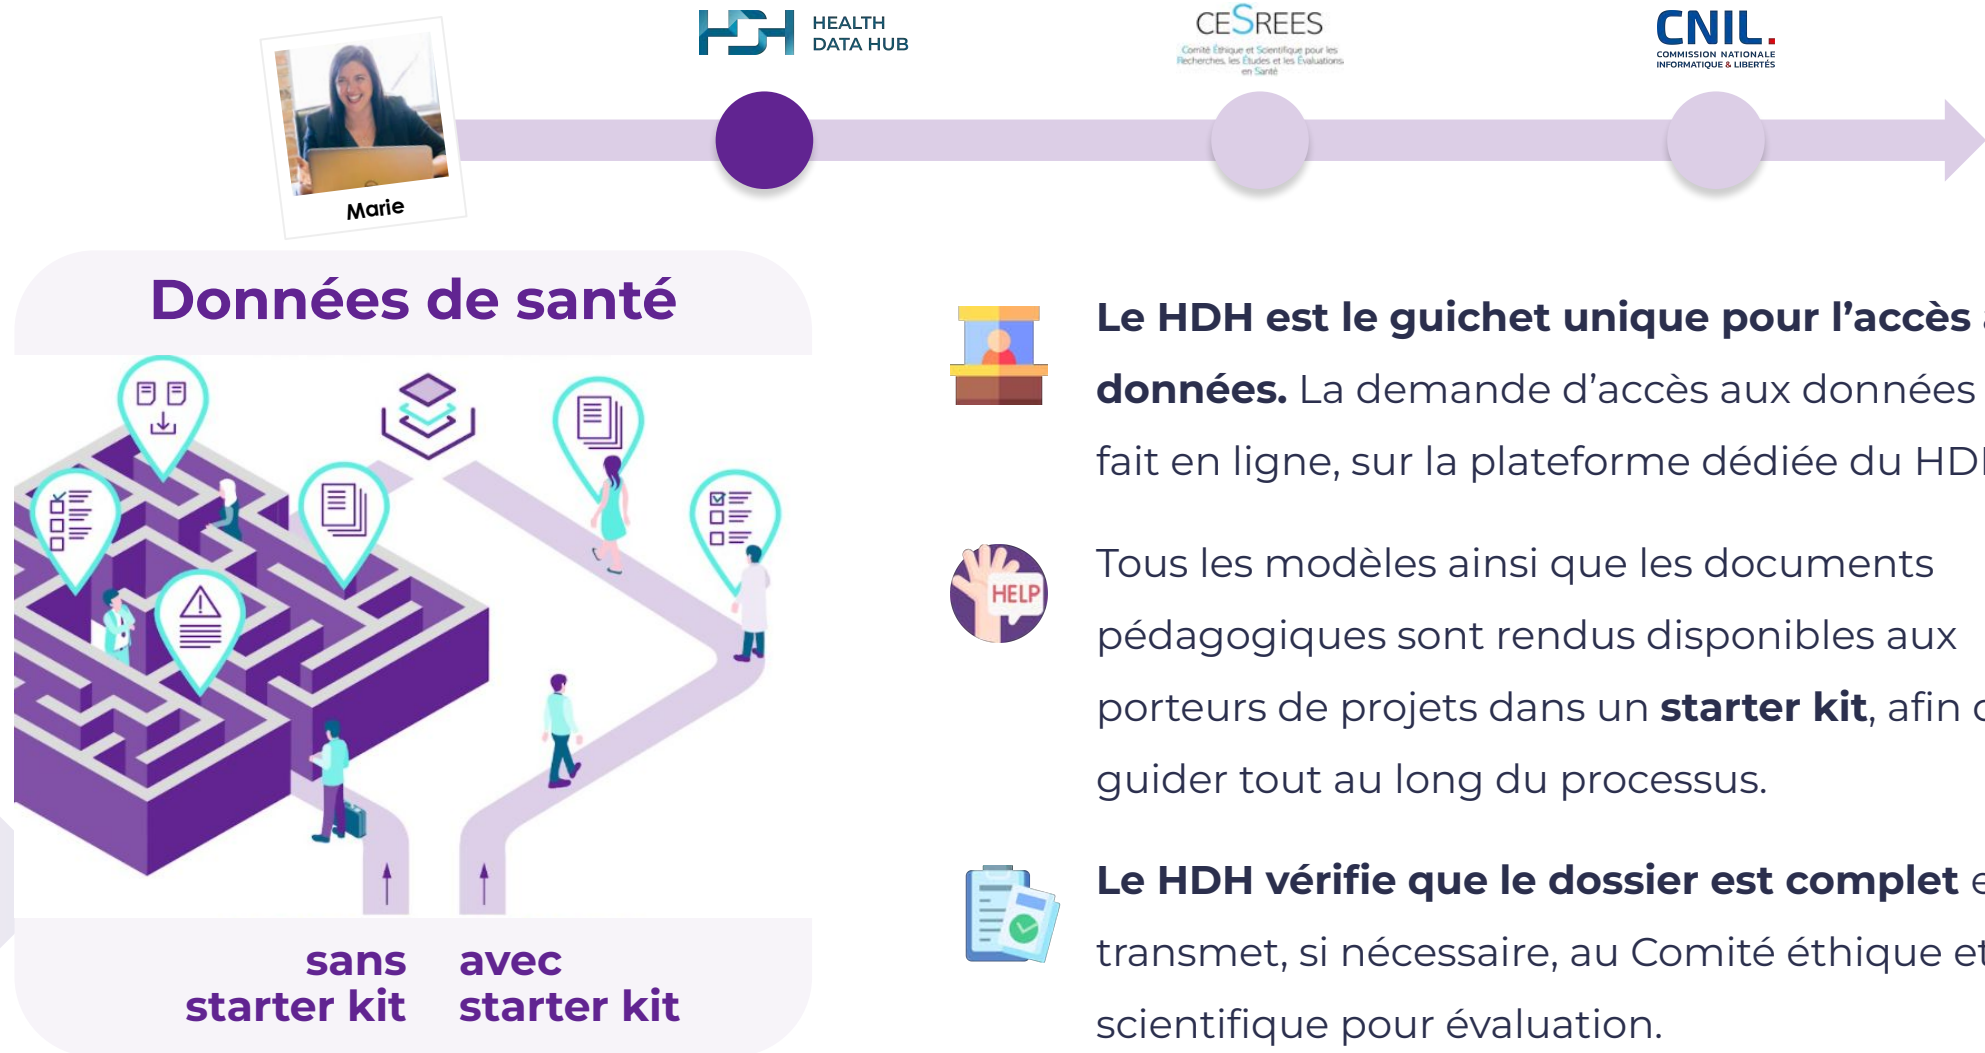 HEALTH
DATA HUB
CESREES
Comité Éthique et Scientifique pour les
Recherches, les Études et les Évaluations
en Santé
CNIL.
COMMISSION NATIONALE
INFORMATIQUE & LIBERTÉS
Marie
Données de santé
sans
starter kit
avec
starter kit
Le HDH est le guichet unique pour l’accès
données. La demande d’accès aux données
fait en ligne, sur la plateforme dédiée du
HELP
Tous les modèles ainsi que les documents
pédagogiques sont rendus disponibles aux
porteurs de projets dans un starter kit, afin
guider tout au long du processus.
Le HDH vérifie que le dossier est complet
transmet, si nécessaire, au Comité éthique et
scientifique pour évaluation.